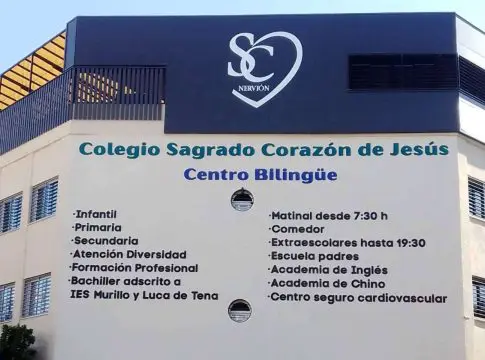 SC
NERVIÓN
Colegio Sagrado Corazón de Jesús
Centro Bilingüe
·Infantil
·Primaria
·Secundaria
·Atención Diversidad
·Formación Profesional
·Bachiller adscrito a
IES Murillo y Luca de Tena
·Matinal desde 7:30 h
·Comedor
·Extraescolares hasta 19:30
·Escuela padres
·Academia de Inglés
·Academia de Chino
·Centro seguro cardiovascular